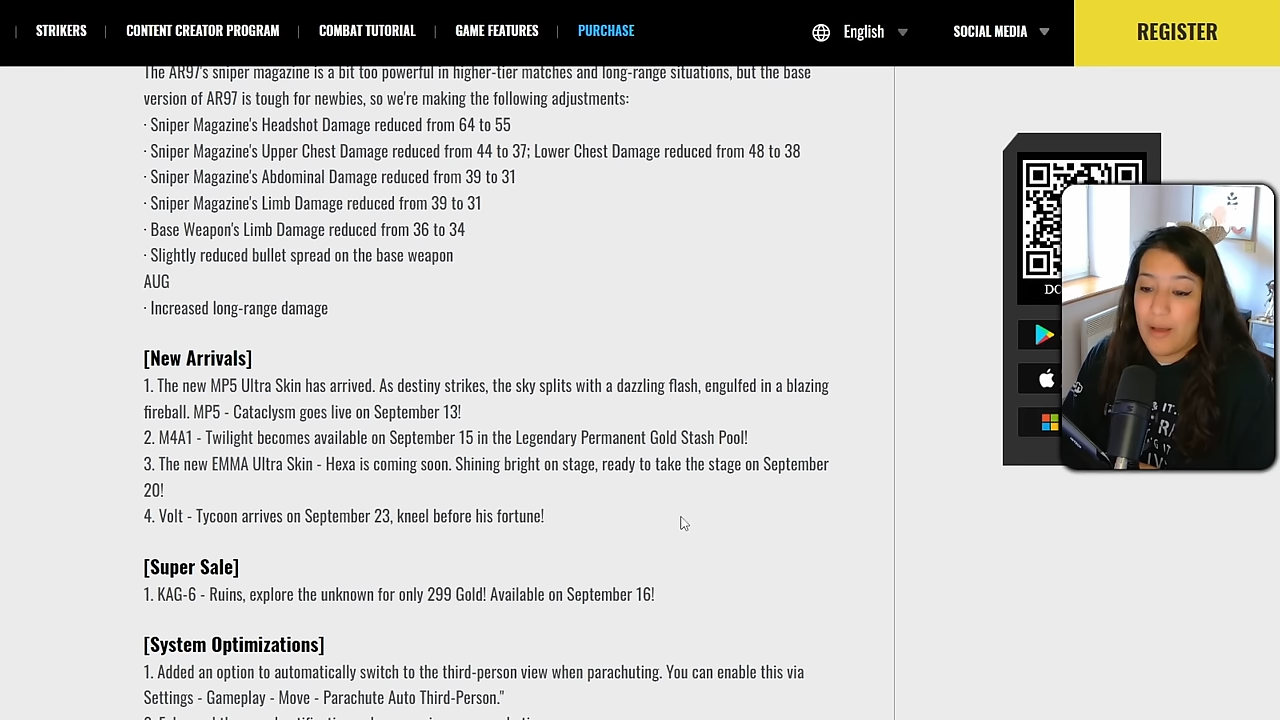 STRIKERS
CONTENT CREATOR PROGRAM
COMBAT TUTORIAL
GAME FEATURES
PURCHASE
English
SOCIAL MEDIA
REGISTER
The AR97's sniper magazine is a bit too powerful in higher-tier matches and long-range situations, but the base
version of AR97 is tough for newbies, so we're making the following adjustments:
· Sniper Magazine's Headshot Damage reduced from 64 to 55
· Sniper Magazine's Upper Chest Damage reduced from 44 to 37; Lower Chest Damage reduced from 48 to 38
· Sniper Magazine's Abdominal Damage reduced from 39 to 31
· Sniper Magazine's Limb Damage reduced from 39 to 31
· Base Weapon's Limb Damage reduced from 36 to 34
· Slightly reduced bullet spread on the base weapon
AUG
· Increased long-range damage
[New Arrivals]
1. The new MP5 Ultra Skin has arrived. As destiny strikes, the sky splits with a dazzling flash, engulfed in a blazing
fireball. MP5 - Cataclysm goes live on September 13!
2. M4A1 - Twilight becomes available on September 15 in the Legendary Permanent Gold Stash Pool!
3. The new EMMA Ultra Skin - Hexa is coming soon. Shining bright on stage, ready to take the stage on September
20!
4. Volt - Tycoon arrives on September 23, kneel before his fortune!
[Super Sale]
1. KAG-6 - Ruins, explore the unknown for only 299 Gold! Available on September 16!
[System Optimizations]
1. Added an option to automatically switch to the third-person view when parachuting. You can enable this via
Settings - Gameplay - Move - Parachute Auto Third-Person."